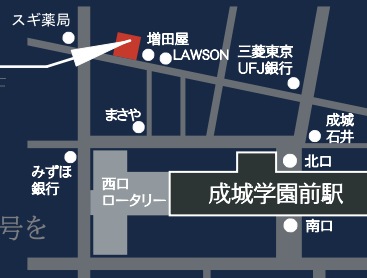 スギ薬局
増田屋
LAWSON
三菱東京
UFJ銀行
まさや
成城
石井
みずほ
銀行
西口
ロータリー
北口
成城学園前駅
南口
号を